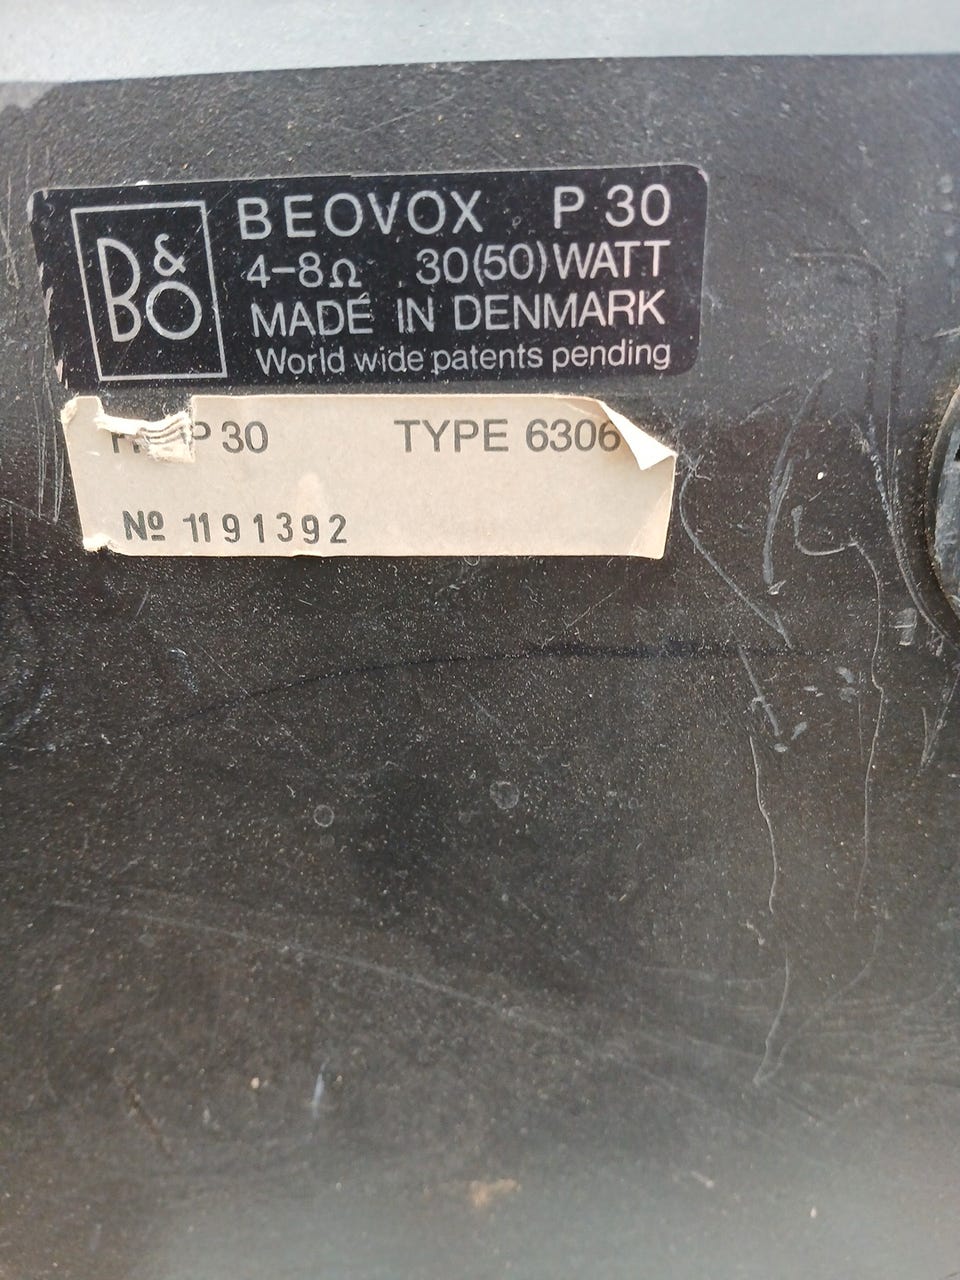 B&O
BEOVOX P 30
4-8Ω 30(50)WATT
MADE IN DENMARK
World wide patents pending
P 30 TYPE 6306
Nº 1191392